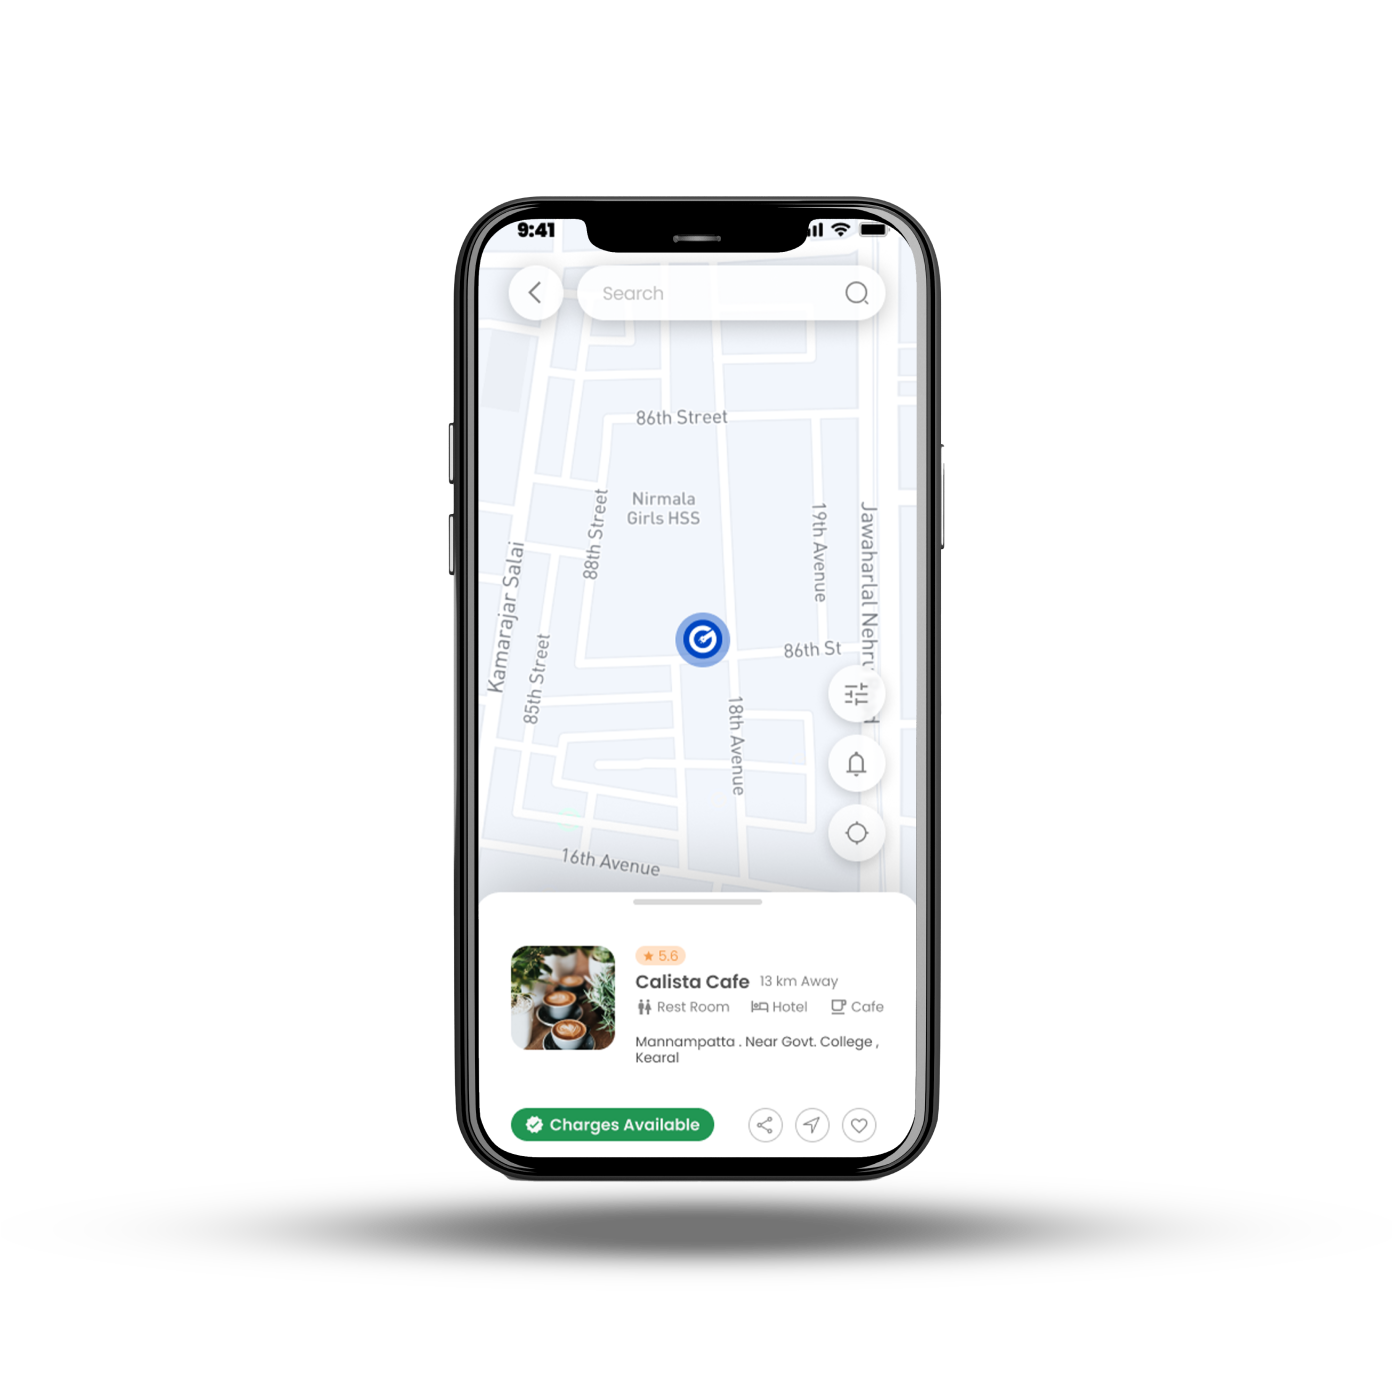 9:41
Search
86th Street
Nirmala
Girls HSS
88th Street
19th Avenue
Jawaharlal Nehru
Kamarajar Salai
85th Street
86th St
18th Avenue
16th Avenue
5.6
Calista Cafe 13 km Away
Rest Room Hotel Cafe
Mannampatta . Near Govt. College ,
Kearal
Charges Available